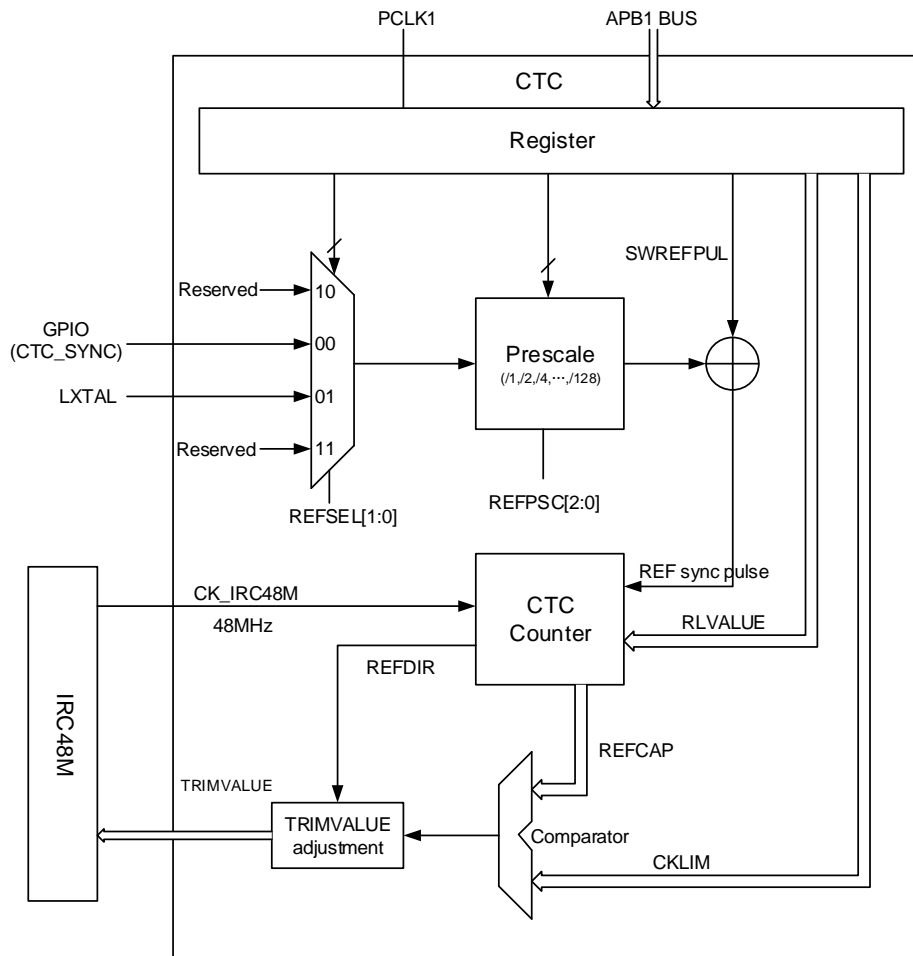 PCLK1
APB1 BUS
CTC
Register
SWREFPUL
Reserved
10
GPIO
(CTC_SYNC)
00
Prescale
(/1,/2,/4,···,/128)
LXTAL
01
Reserved
11
REFSEL[1:0]
REFPSC[2:0]
REF sync pulse
CK_IRC48M
48MHz
CTC
Counter
RLVALUE
REFDIR
IRC48M
REFCAP
TRIMVALUE
TRIMVALUE
adjustment
Comparator
CKLIM